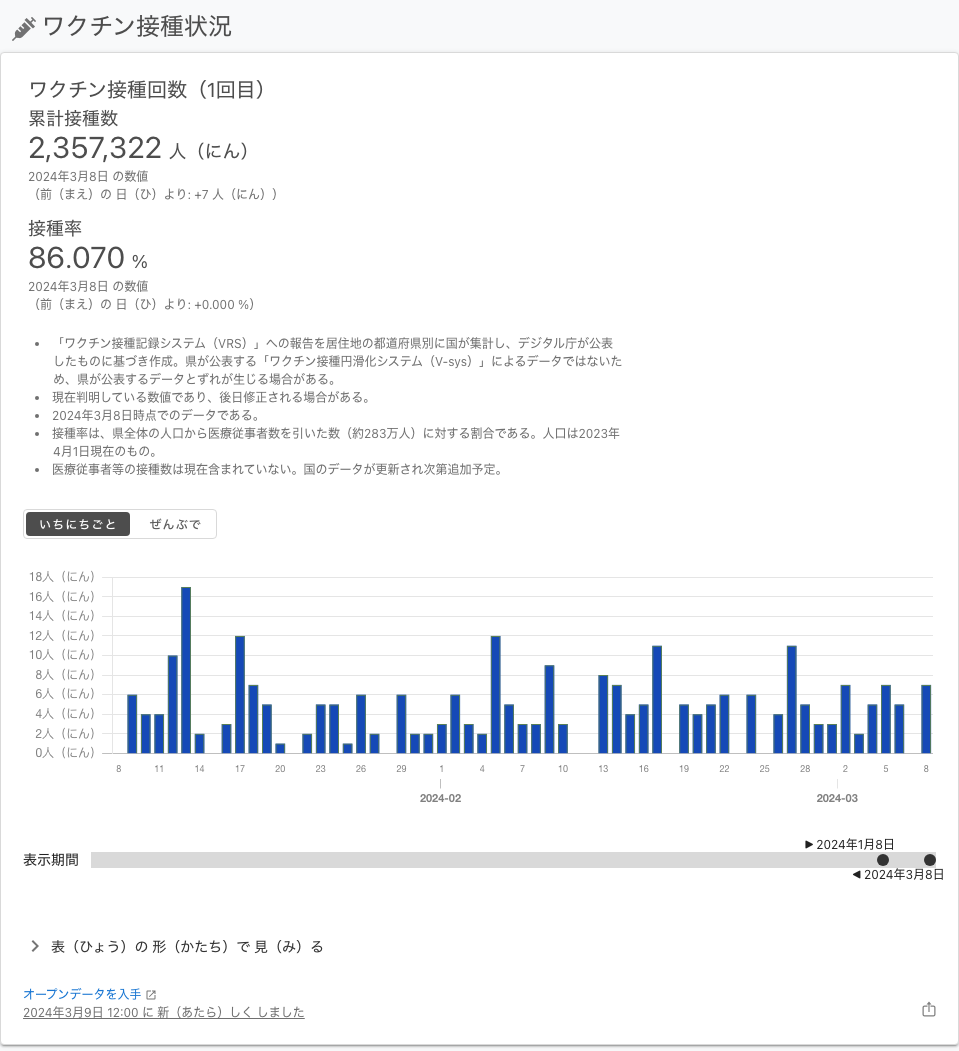 ワクチン接種状況
ワクチン接種回数（1回目）
累計接種数
2,357,322 人（にん）
2024年3月8日 の数値
（前（まえ）の 日（ひ）より: +7 人（にん））
接種率
86.070 %
2024年3月8日 の数値
（前（まえ）の 日（ひ）より: +0.000 %）
• 「ワクチン接種記録システム（VRS）」への報告を居住地の都道府県別に国が集計し、デジタル庁が公表
したものに基づき作成。県が公表する「ワクチン接種円滑化システム（V-sys）」によるデータではないた
め、県が公表するデータとずれが生じる場合がある。
• 現在判明している数値であり、後日修正される場合がある。
• 2024年3月8日時点でのデータである。
• 接種率は、県全体の人口から医療従事者数を引いた数（約283万人）に対する割合である。人口は2023年
4月1日現在のもの。
• 医療従事者等の接種数は現在含まれていない。国のデータが更新され次第追加予定。
いちにちごと ぜんぶで
18人（にん）
16人（にん）
14人（にん）
12人（にん）
10人（にん）
8人（にん）
6人（にん）
4人（にん）
2人（にん）
0人（にん）
8 11 14 17 20 23 26 29 1 4 7 10 13 16 19 22 25 28 2 5 8
2024-02 2024-03
▶ 2024年1月8日
表示期間
◀ 2024年3月8日
表（ひょう）の 形（かたち）で 見（み）る
オープンデータを入手
2024年3月9日 12:00 に 新（あたら）しく しました